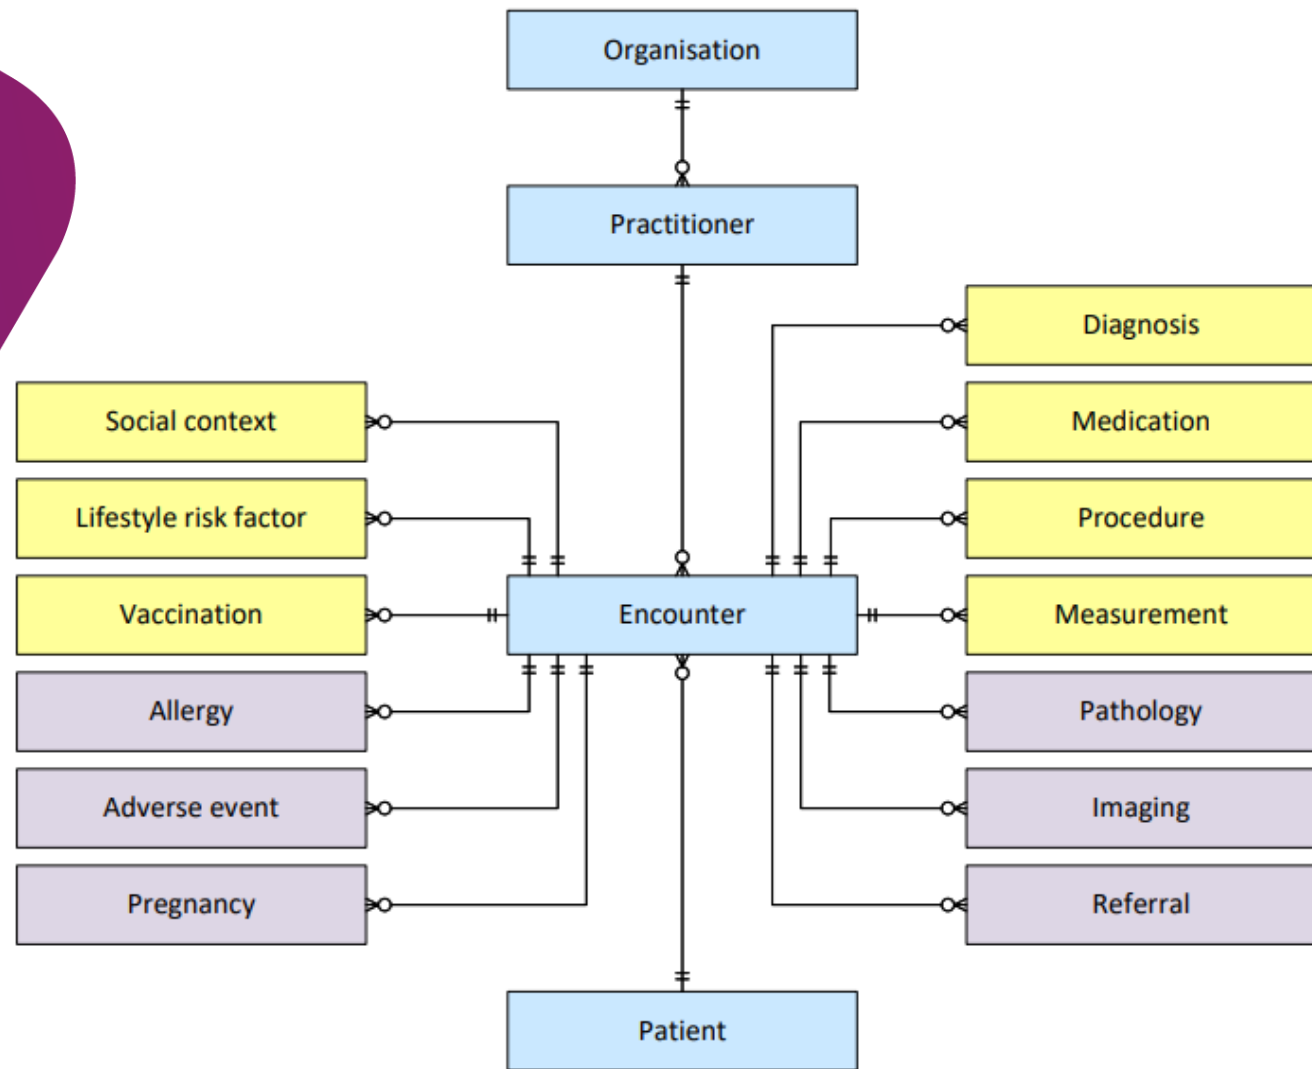 Organisation
Practitioner
Diagnosis
Social context
Medication
Lifestyle risk factor
Procedure
Vaccination
Encounter
Measurement
Allergy
Pathology
Adverse event
Imaging
Pregnancy
Referral
Patient